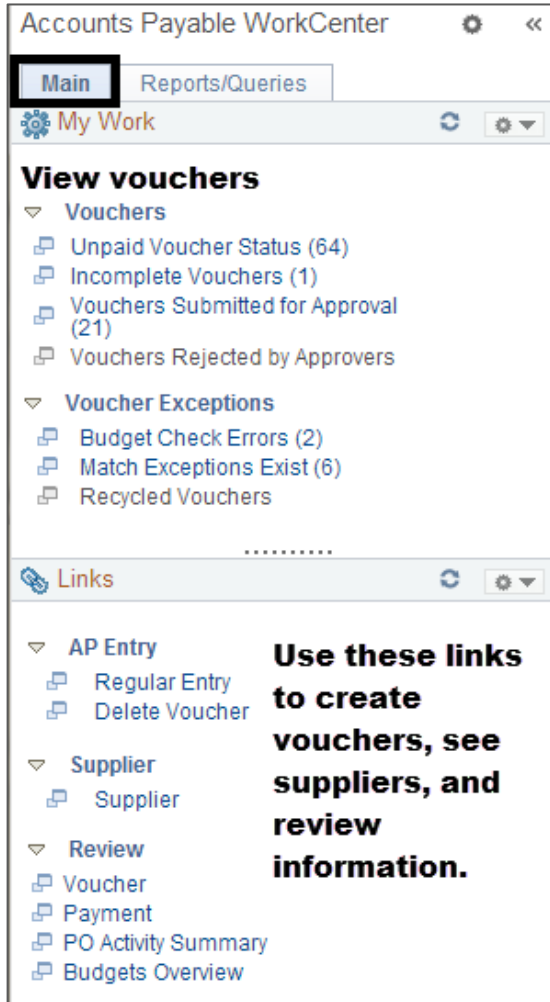 Accounts Payable WorkCenter
Main
Reports/Queries
My Work
View vouchers
Vouchers
Unpaid Voucher Status (64)
Incomplete Vouchers (1)
Vouchers Submitted for Approval
(21)
Vouchers Rejected by Approvers
Voucher Exceptions
Budget Check Errors (2)
Match Exceptions Exist (6)
Recycled Vouchers
Links
AP Entry
Regular Entry
Delete Voucher
Supplier
Supplier
Review
Voucher
Payment
PO Activity Summary
Budgets Overview
Use these links
to create
vouchers, see
suppliers, and
review
information.